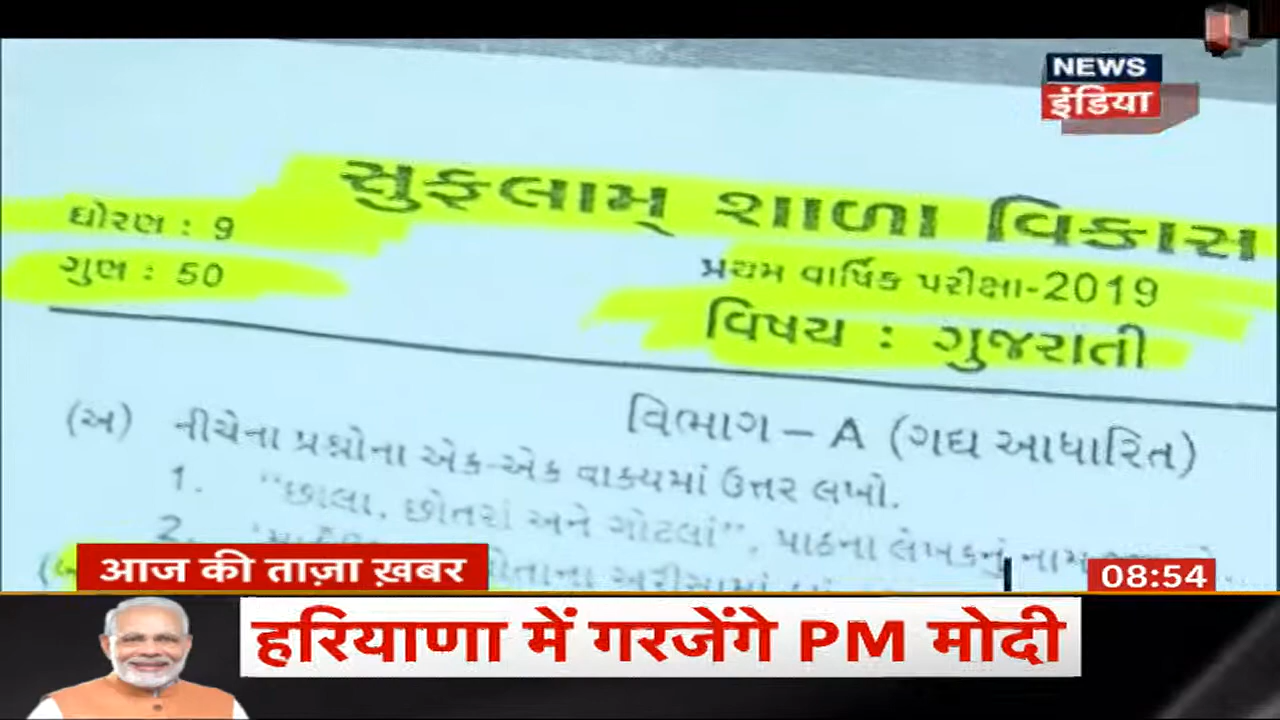 NEWS
इंडिया
સુફલામ્ શાળા વિકાસ
ધોરણ : 9
ગુણ : 50
પ્રથમ વાર્ષિક પરીક્ષા-2019
વિષય : ગુજરાતી
વિભાગ – A (ગદ્ય આધારિત)
(અ) નીચેના પ્રશ્નોના એક-એક વાક્યમાં ઉત્તર લખો.
1. "છાલા, છોતરાં અને ગોટલાં", પાઠના લેખકનું નામ
2.
आज की ताज़ा ख़बर
08:54
हरियाणा में गरजेंगे PM मोदी